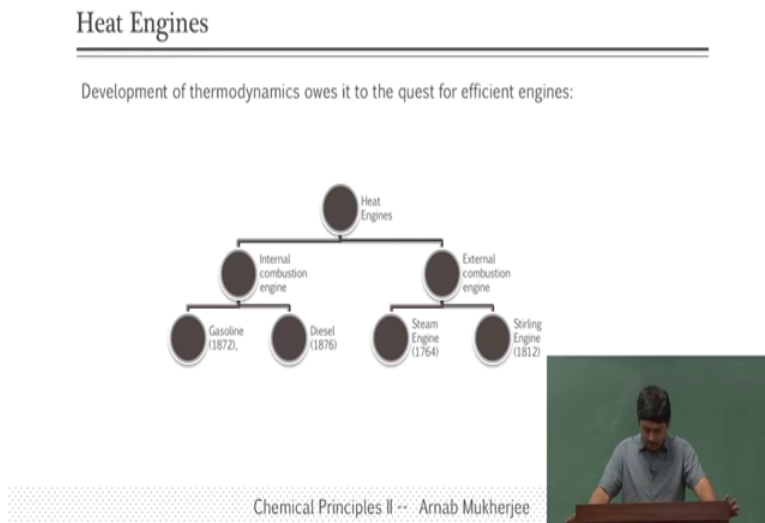 Heat Engines
Development of thermodynamics owes it to the quest for efficient engines:
Heat
Engines
Internal
combustion
engine
External
combustion
engine
Gasoline
(1872),
Diesel
(1876)
Steam
Engine
(1764)
Stirling
Engine
(1812)
Chemical Principles II -- Arnab Mukherjee